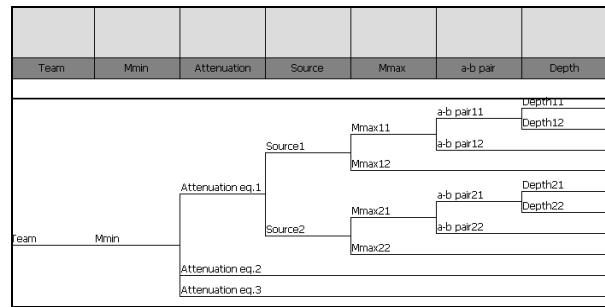 Team Mmin Attenuation Source Mmax a-b pair Depth
Depth11
a-b pair11
Depth12
Mmax11
a-b pair12
Source1
Mmax12
Attenuation eq.1
Depth21
a-b pair21
Depth22
Mmax21
a-b pair22
Source2
Mmax22
Team Mmin
Attenuation eq.2
Attenuation eq.3